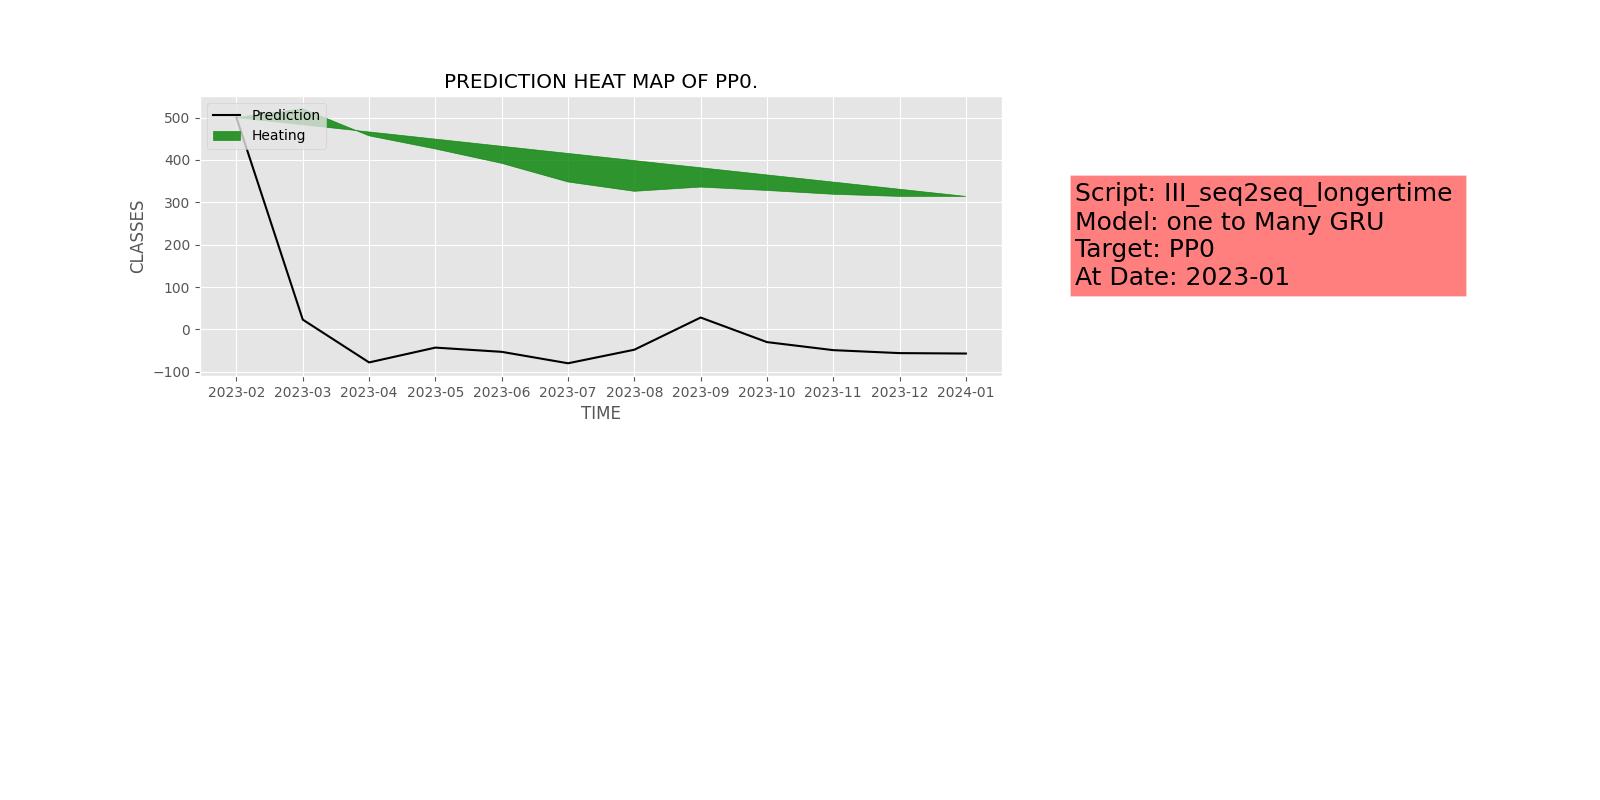 PREDICTION HEAT MAP OF PP0.
500
400
300
200
100
0
−100
CLASSES
Prediction
Heating
2023-02 2023-03 2023-04 2023-05 2023-06 2023-07 2023-08 2023-09 2023-10 2023-11 2023-12 2024-01
TIME
Script: III_seq2seq_longertime
Model: one to Many GRU
Target: PP0
At Date: 2023-01